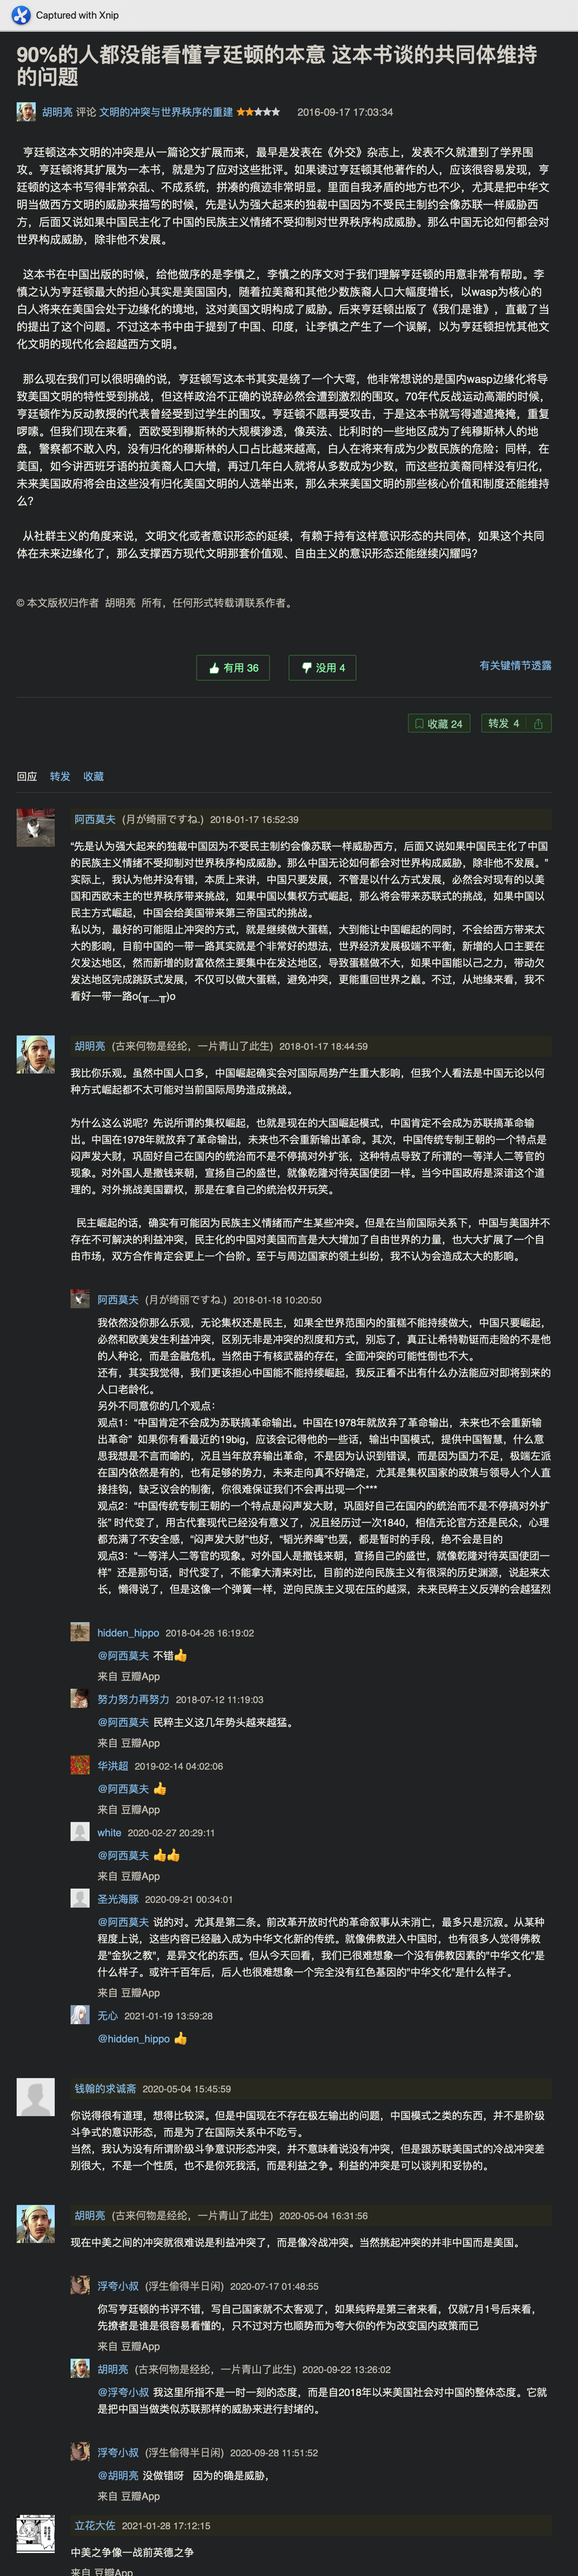 Captured with Xnip
90%的人都没能看懂亨廷顿的本意 这本书谈的共同体维持
的问题
胡明亮 评论 文明的冲突与世界秩序的重建 2016-09-17 17:03:34
亨廷顿这本文明的冲突是从一篇论文扩展而来，最早是发表在《外交》杂志上，发表不久就遭到了学界围
攻。亨廷顿将其扩展为一本书，就是为了应对这些批评。如果读过亨廷顿其他著作的人，应该很容易发现，亨
廷顿的这本书写得非常杂乱、不成系统，拼凑的痕迹非常明显。里面自我矛盾的地方也不少，尤其是把中华文
明当做西方文明的威胁来描写的时候，先是认为强大起来的独裁中国因为不受民主制约会像苏联一样威胁西
方，后面又说如果中国民主化了中国的民族主义情绪不受抑制对世界秩序构成威胁。那么中国无论如何都会对
世界构成威胁，除非他不发展。
这本书在中国出版的时候，给他做序的是李慎之，李慎之的序文对于我们理解亨廷顿的用意非常有帮助。李
慎之认为亨廷顿最大的担心其实是美国国内，随着拉美裔和其他少数族裔人口大幅度增长，以wasp为核心的
白人将来在美国会处于边缘化的境地，这对美国文明构成了威胁。后来亨廷顿出版了《我们是谁》，直截了当
的提出了这个问题。不过这本书中由于提到了中国、印度，让李慎之产生了一个误解，以为亨廷顿担忧其他文
化文明的现代化会超越西方文明。
那么现在我们可以很明确的说，亨廷顿写这本书其实是绕了一个大弯，他非常想说的是国内wasp边缘化将导
致美国文明的特性受到挑战，但这样政治不正确的说辞必然会遭到激烈的围攻。70年代反战运动高潮的时候，
亨廷顿作为反动教授的代表曾经受到过学生的围攻。亨廷顿不愿再受攻击，于是这本书就写得遮遮掩掩，重复
啰嗦。但我们现在来看，西欧受到穆斯林的大规模渗透，像英法、比利时的一些地区成为了纯穆斯林人的地
盘，警察都不敢入内，没有归化的穆斯林的人口占比越来越高，白人在将来有成为少数民族的危险；同样，在
美国，如今讲西班牙语的拉美裔人口大增，再过几年白人就将从多数成为少数，而这些拉美裔同样没有归化，
未来美国政府将会由这些没有归化美国文明的人选举出来，那么未来美国文明的那些核心价值和制度还能维持
么？
从社群主义的角度来说，文明文化或者意识形态的延续，有赖于持有这样意识形态的共同体，如果这个共同
体在未来边缘化了，那么支撑西方现代文明那套价值观、自由主义的意识形态还能继续闪耀吗？
© 本文版权归作者 胡明亮 所有，任何形式转载请联系作者。
有用 36 没用 4 有关键情节透露
收藏 24 转发 4
回应 转发 收藏
阿西莫夫 (月が綺丽ですね.) 2018-01-17 16:52:39
“先是认为强大起来的独裁中国因为不受民主制约会像苏联一样威胁西方，后面又说如果中国民主化了中国
的民族主义情绪不受抑制对世界秩序构成威胁。那么中国无论如何都会对世界构成威胁，除非他不发展。”
实际上，我认为他并没有错，本质上来讲，中国只要发展，不管是以什么方式发展，必然会对现有的以美
国和西欧未主的世界秩序带来挑战，如果中国以集权方式崛起，那么将会带来苏联式的挑战，如果中国以
民主方式崛起，中国会给美国带来第三帝国式的挑战。
私以为，最好的可能阻止冲突的方式，就是继续做大蛋糕，大到能让中国崛起的同时，不会给西方带来太
大的影响，目前中国的一带一路其实就是个非常好的想法，世界经济发展极端不平衡，新增的人口主要在
欠发达地区，然而新增的财富依然主要集中在发达地区，导致蛋糕做不大，如果中国能以己之力，带动欠
发达地区完成跳跃式发展，不仅可以做大蛋糕，避免冲突，更能重回世界之巅。不过，从地缘来看，我不
看好一带一路o(╥﹏╥)o
胡明亮 (古来何物是经纶，一片青山了此生) 2018-01-17 18:44:59
我比你乐观。虽然中国人口多，中国崛起确实会对国际局势产生重大影响，但我个人看法是中国无论以何
种方式崛起都不太可能对当前国际局势造成挑战。
为什么这么说呢？先说所谓的集权崛起，也就是现在的大国崛起模式，中国肯定不会成为苏联搞革命输
出。中国在1978年就放弃了革命输出，未来也不会重新输出革命。其次，中国传统专制王朝的一个特点是
闷声发大财，巩固好自己在国内的统治而不是不停搞对外扩张，这种特点导致了所谓的一等洋人二等官的
现象。对外国人是撒钱来朝，宣扬自己的盛世，就像乾隆对待英国使团一样。当今中国政府是深谙这个道
理的。对外挑战美国霸权，那是在拿自己的统治权开玩笑。
民主崛起的话，确实有可能因为民族主义情绪而产生某些冲突。但是在当前国际关系下，中国与美国并不
存在不可解决的利益冲突，民主化的中国对美国而言是大大增加了自由世界的力量，也大大扩展了一个自
由市场，双方合作肯定会更上一个台阶。至于与周边国家的领土纠纷，我不认为会造成太大的影响。
阿西莫夫 (月が綺丽ですね.) 2018-01-18 10:20:50
我依然没你那么乐观，无论集权还是民主，如果全世界范围内的蛋糕不能持续做大，中国只要崛起，
必然和欧美发生利益冲突，区别无非是冲突的烈度和方式，别忘了，真正让希特勒铤而走险的不是他
的人种论，而是金融危机。当然由于有核武器的存在，全面冲突的可能性倒也不大。
还有，其实我觉得，我们更该担心中国能不能持续崛起，我反正看不出有什么办法能应对即将到来的
人口老龄化。
另外不同意你的几个观点：
观点1：“中国肯定不会成为苏联搞革命输出。中国在1978年就放弃了革命输出，未来也不会重新输
出革命” 如果你有看最近的19big，应该会记得他的一些话，输出中国模式，提供中国智慧，什么意
思我想是不言而喻的，况且当年放弃输出革命，不是因为认识到错误，而是因为国力不足，极端左派
在国内依然是有的，也有足够的势力，未来走向真不好确定，尤其是集权国家的政策与领导人个人直
接挂钩，缺乏议会的制衡，你很难保证我们不会再出现一个***
观点2：“中国传统专制王朝的一个特点是闷声发大财，巩固好自己在国内的统治而不是不停搞对外扩
张” 时代变了，用古代套现代已经没有意义了，况且经历过一次1840，相信无论官方还是民众，心理
都充满了不安全感，“闷声发大财”也好，“韬光养晦”也罢，都是暂时的手段，绝不会是目的
观点3：“一等洋人二等官的现象。对外国人是撒钱来朝，宣扬自己的盛世，就像乾隆对待英国使团一
样” 还是那句话，时代变了，不能拿大清来对比，目前的逆向民族主义有很深的历史渊源，说起来太
长，懒得说了，但是这像一个弹簧一样，逆向民族主义现在压的越深，未来民粹主义反弹的会越猛烈
hidden_hippo 2018-04-26 16:19:02
@阿西莫夫 不错👍
来自 豆瓣App
努力努力再努力 2018-07-12 11:19:03
@阿西莫夫 民粹主义这几年势头越来越猛。
来自 豆瓣App
华洪超 2019-02-14 04:02:06
@阿西莫夫 👍
来自 豆瓣App
white 2020-02-27 20:29:11
@阿西莫夫 👍👍
来自 豆瓣App
圣光海豚 2020-09-21 00:34:01
@阿西莫夫 说的对。尤其是第二条。前改革开放时代的革命叙事从未消亡，最多只是沉寂。从某种
程度上说，这些内容已经融入成为中华文化新的传统。就像佛教进入中国时，也有很多人觉得佛教
是"金狄之教"，是异文化的东西。但从今天回看，我们已很难想象一个没有佛教因素的"中华文化"是
什么样子。或许千百年后，后人也很难想象一个完全没有红色基因的"中华文化"是什么样子。
来自 豆瓣App
无心 2021-01-19 13:59:28
@hidden_hippo 👍
钱翰的求诚斋 2020-05-04 15:45:59
你说得很有道理，想得比较深。但是中国现在不存在极左输出的问题，中国模式之类的东西，并不是阶级
斗争式的意识形态，而是为了在国际关系中不吃亏。
当然，我认为没有所谓阶级斗争意识形态冲突，并不意味着说没有冲突，但是跟苏联美国式的冷战冲突差
别很大，不是一个性质，也不是你死我活，而是利益之争。利益的冲突是可以谈判和妥协的。
胡明亮 (古来何物是经纶，一片青山了此生) 2020-05-04 16:31:56
现在中美之间的冲突就很难说是利益冲突了，而是像冷战冲突。当然挑起冲突的并非中国而是美国。
浮夸小叔 (浮生偷得半日闲) 2020-07-17 01:48:55
你写亨廷顿的书评不错，写自己国家就不太客观了，如果纯粹是第三者来看，仅就7月1号后来看，
先撩者是谁是很容易看懂的，只不过对方也顺势而为夸大你的作为改变国内政策而已
来自 豆瓣App
胡明亮 (古来何物是经纶，一片青山了此生) 2020-09-22 13:26:02
@浮夸小叔 我这里所指不是一时一刻的态度，而是自2018年以来美国社会对中国的整体态度。它就
是把中国当做类似苏联那样的威胁来进行封堵的。
浮夸小叔 (浮生偷得半日闲) 2020-09-28 11:51:52
@胡明亮 没做错呀 因为的确是威胁，
来自 豆瓣App
立花大佐 2021-01-28 17:12:15
中美之争像一战前英德之争
来自 豆瓣App